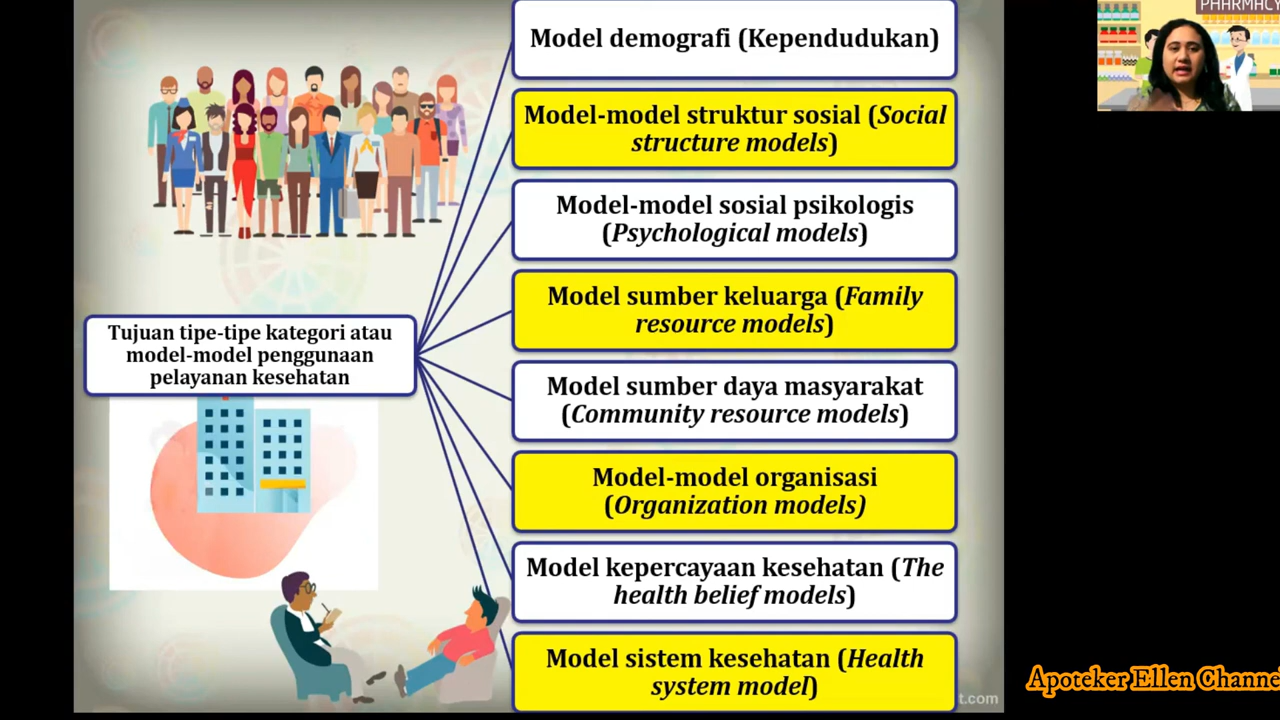 PHARMACY
Model demografi (Kependudukan)
Model-model struktur sosial (Social
structure models)
Model-model sosial psikologis
(Psychological models)
Model sumber keluarga (Family
resource models)
Tujuan tipe-tipe kategori atau
model-model penggunaan
pelayanan kesehatan
Model sumber daya masyarakat
(Community resource models)
Model-model organisasi
(Organization models)
Model kepercayaan kesehatan (The
health belief models)
Model sistem kesehatan (Health
system model)
t.com
Apoteker Ellen Channe